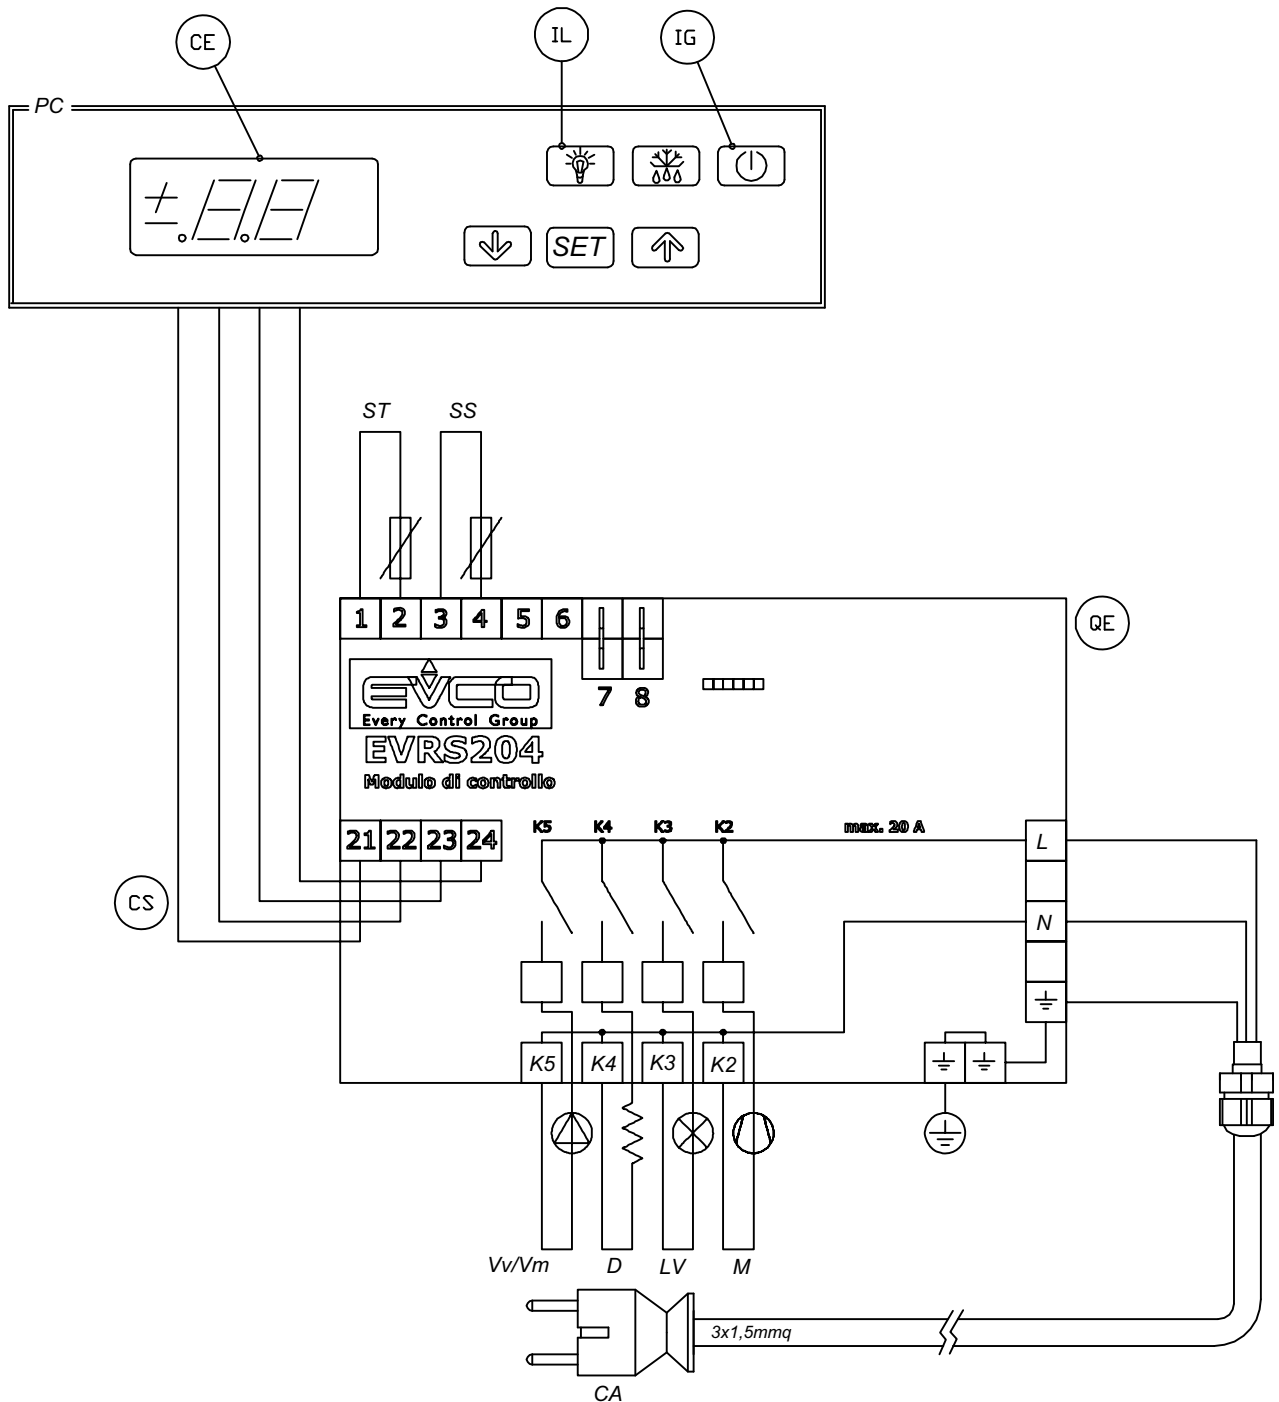 CE
IL
IG
PC
± . 8.8
SET
ST SS
1 2 3 4 5 6
QE
7 8
EVCO
Every Control Group
EVRS204
Modulo di controllo
21 22 23 24
K5 K4 K3 K2 max. 20 A
L
CS
N
K5 K4 K3 K2
Vv/Vm D LV M
3x1,5mmq
CA